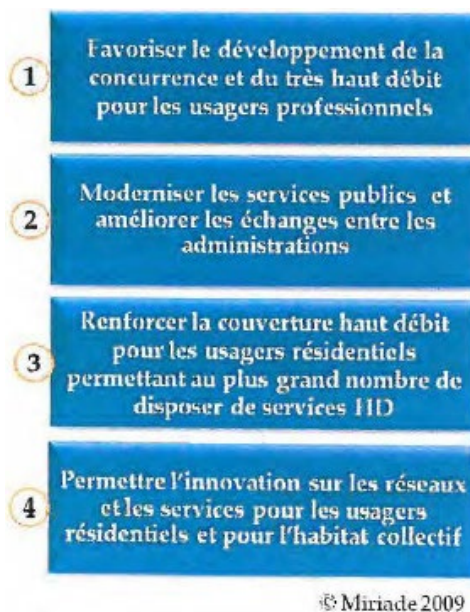 1
Favoriser le développement de la
concurrence et du très haut débit
pour les usagers professionnels
2
Moderniser les services publics et
améliorer les échanges entre les
administrations
3
Renforcer la couverture haut débit
pour les usagers résidentiels
permettant au plus grand nombre de
disposer de services HD
4
Permettre l'innovation sur les réseaux
et les services pour les usagers
résidentiels et pour l'habitat collectif
© Miriade 2009